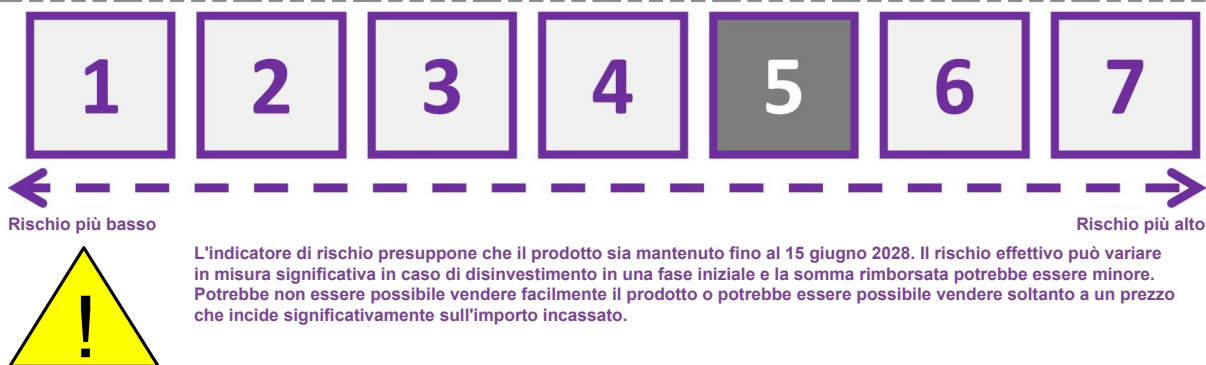 1 2 3 4 5 6 7
Rischio più basso Rischio più alto
L'indicatore di rischio presuppone che il prodotto sia mantenuto fino al 15 giugno 2028. Il rischio effettivo può variare
in misura significativa in caso di disinvestimento in una fase iniziale e la somma rimborsata potrebbe essere minore.
Potrebbe non essere possibile vendere facilmente il prodotto o potrebbe essere possibile vendere soltanto a un prezzo
che incide significativamente sull'importo incassato.
!